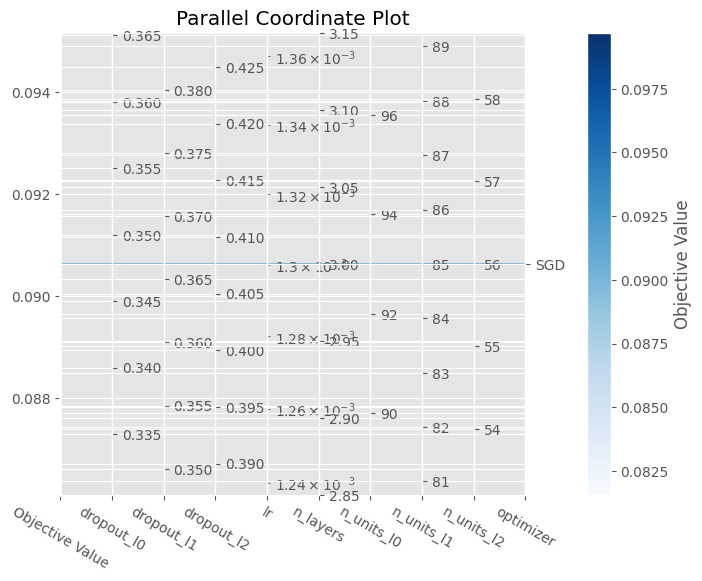 Parallel Coordinate Plot
0.094
0.092
0.090
0.088
0.365
0.360
0.355
0.350
0.345
0.340
0.335
0.380
0.375
0.370
0.365
0.360
0.355
0.350
0.425
0.420
0.415
0.410
0.405
0.400
0.395
0.390
1.36 × 10⁻³
1.34 × 10⁻³
1.32 × 10⁻³
1.3 × 10⁻³
1.28 × 10⁻³
1.26 × 10⁻³
1.24 × 10⁻³
3.15
3.10
3.05
3.00
2.95
2.90
2.85
96
94
92
90
89
88
87
86
85
84
83
82
81
58
57
56
55
54
SGD
Objective Value
dropout_l0
dropout_l1
dropout_l2
lr
n_layers
n_units_l0
n_units_l1
n_units_l2
optimizer
0.0975
0.0950
0.0925
0.0900
0.0875
0.0850
0.0825
Objective Value